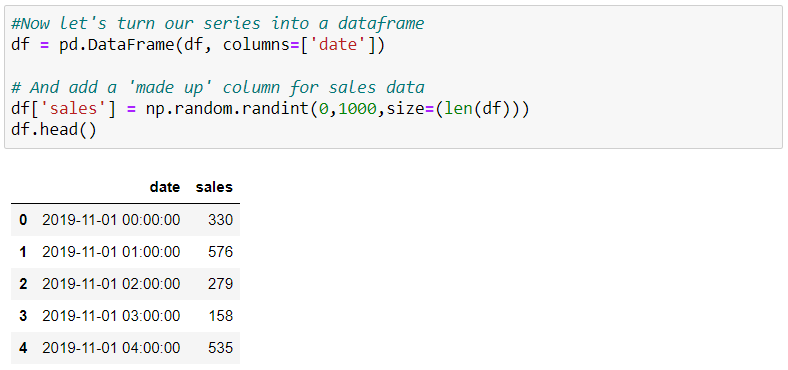 #Now let's turn our series into a dataframe
df = pd.DataFrame(df, columns=['date'])
# And add a 'made up' column for sales data
df['sales'] = np.random.randint(0,1000,size=(len(df)))
df.head()
date sales
0 2019-11-01 00:00:00 330
1 2019-11-01 01:00:00 576
2 2019-11-01 02:00:00 279
3 2019-11-01 03:00:00 158
4 2019-11-01 04:00:00 535